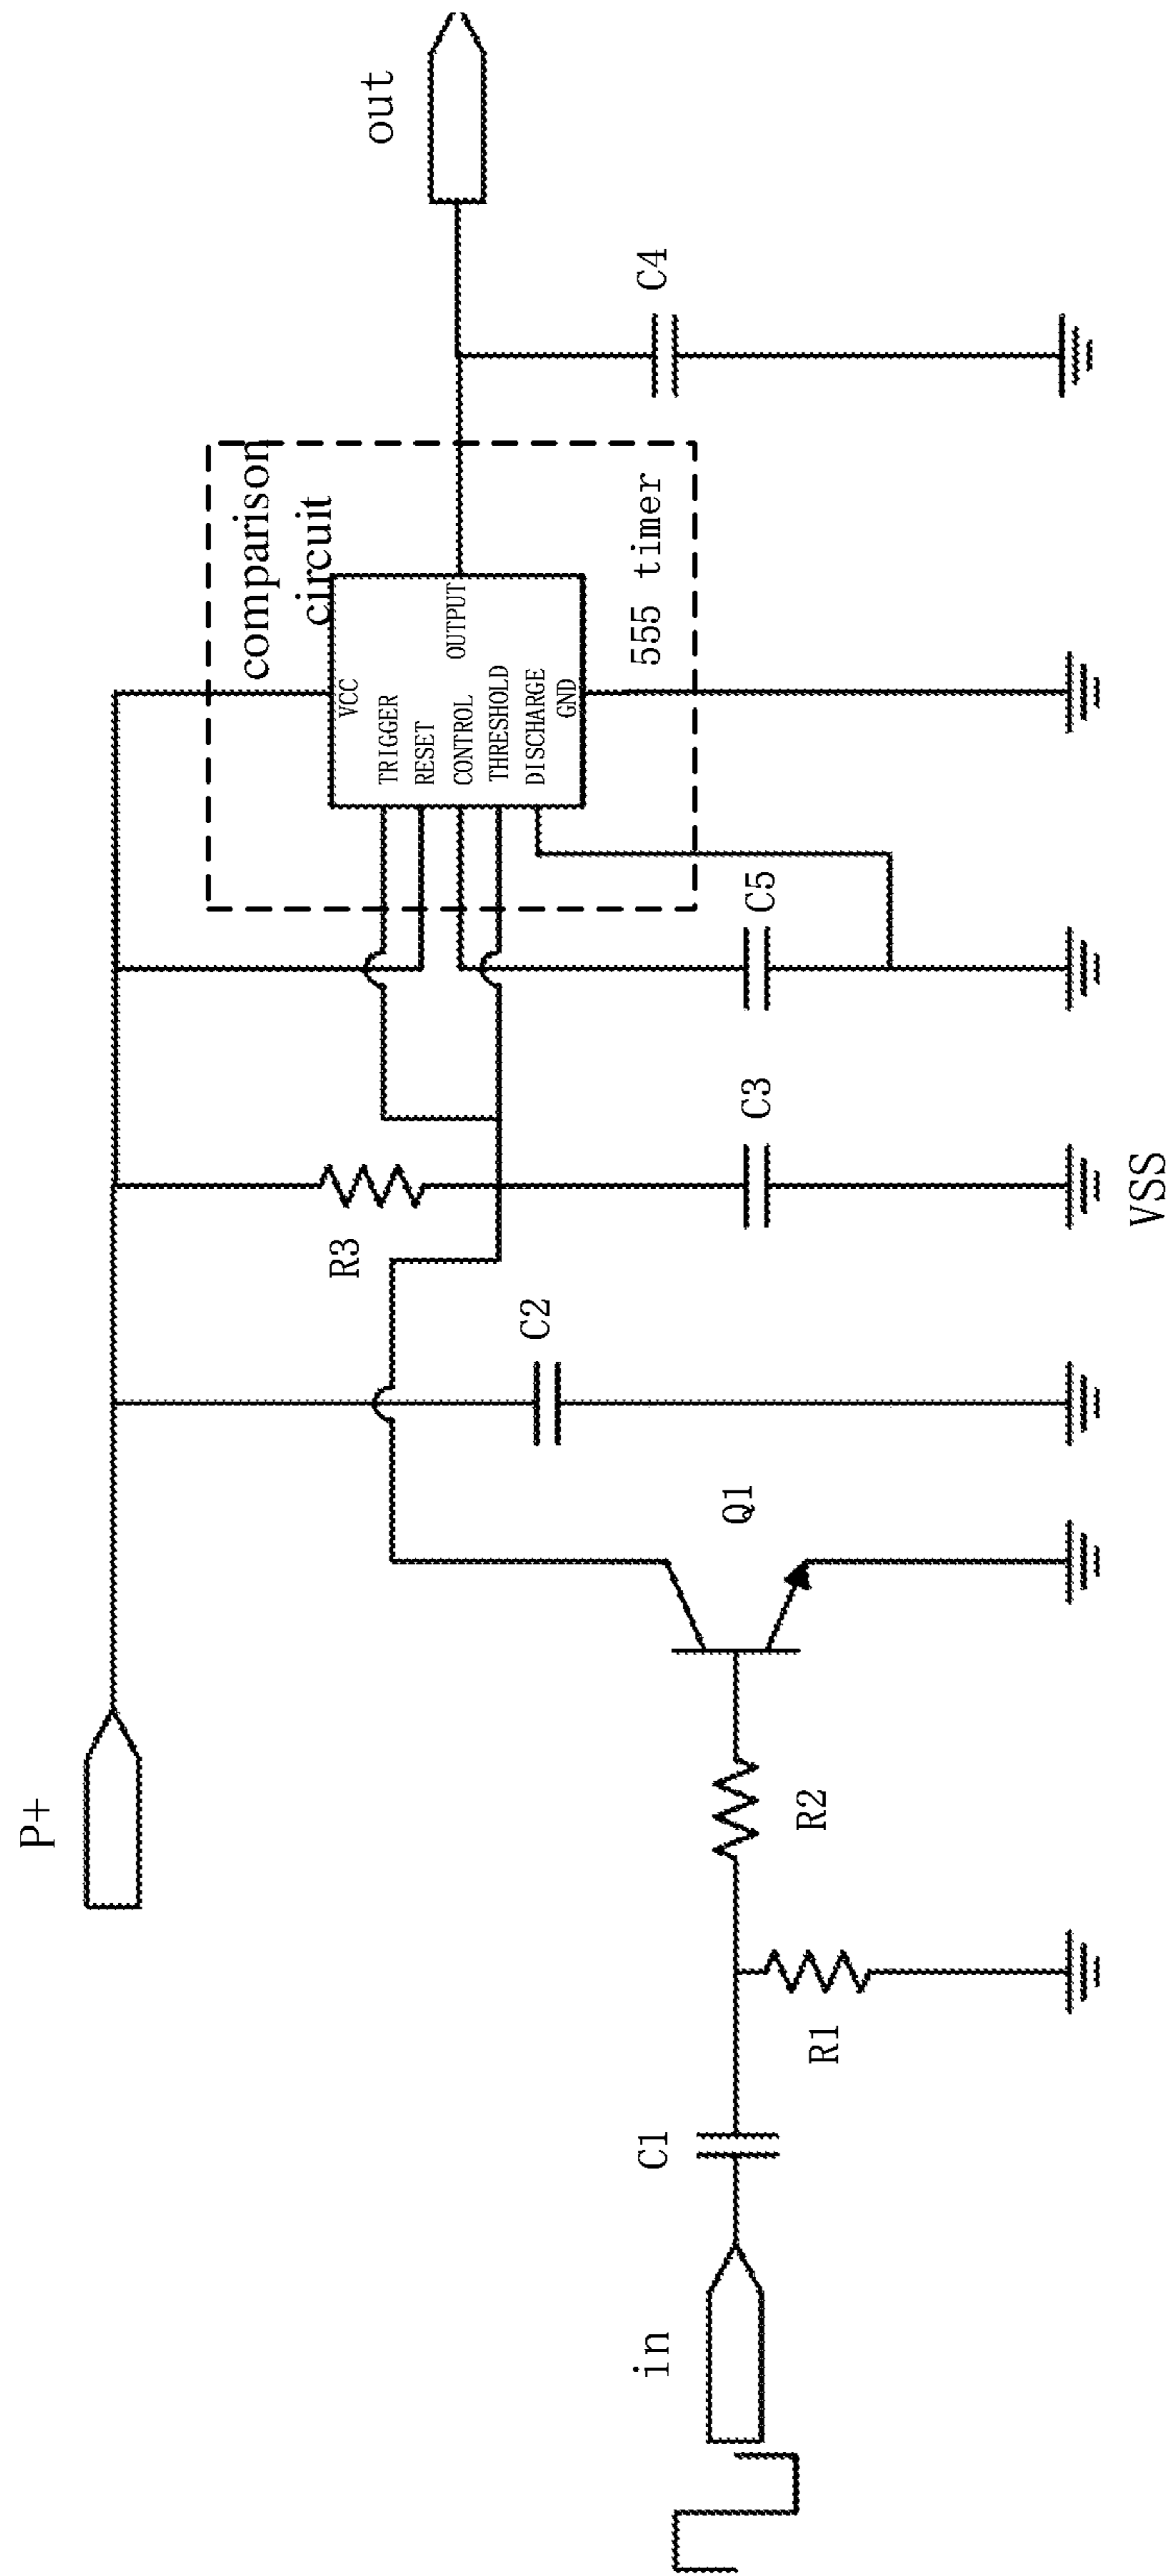 P+
in
C1
R1
R2
Q1
C2
R3
C3
VSS
C5
comparison
circuit
VCC
TRIGGER
RESET
CONTROL
THRESHOLD
DISCHARGE
GND
OUTPUT
555 timer
C4
out